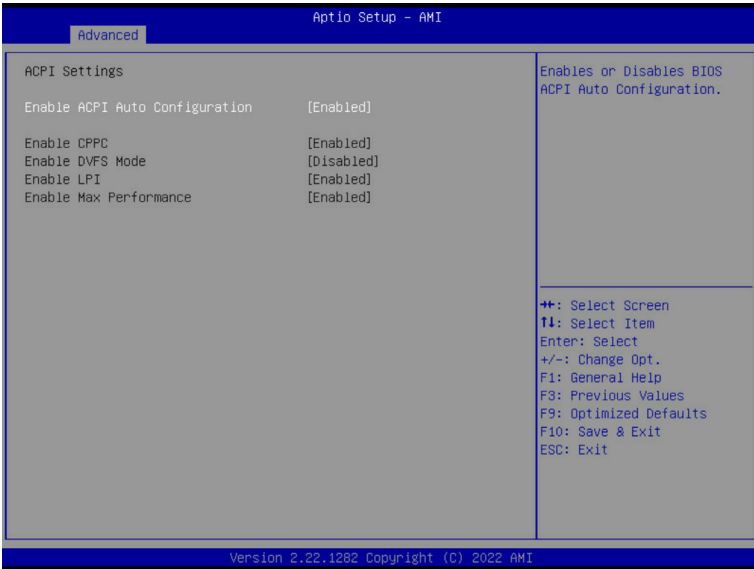 Aptio Setup – AMI
Advanced
ACPI Settings
Enable ACPI Auto Configuration [Enabled]
Enable CPPC [Enabled]
Enable DVFS Mode [Disabled]
Enable LPI [Enabled]
Enable Max Performance [Enabled]
Enables or Disables BIOS
ACPI Auto Configuration.
→←: Select Screen
↑↓: Select Item
Enter: Select
+/-: Change Opt.
F1: General Help
F3: Previous Values
F9: Optimized Defaults
F10: Save & Exit
ESC: Exit
Version 2.22.1282 Copyright (C) 2022 AMI